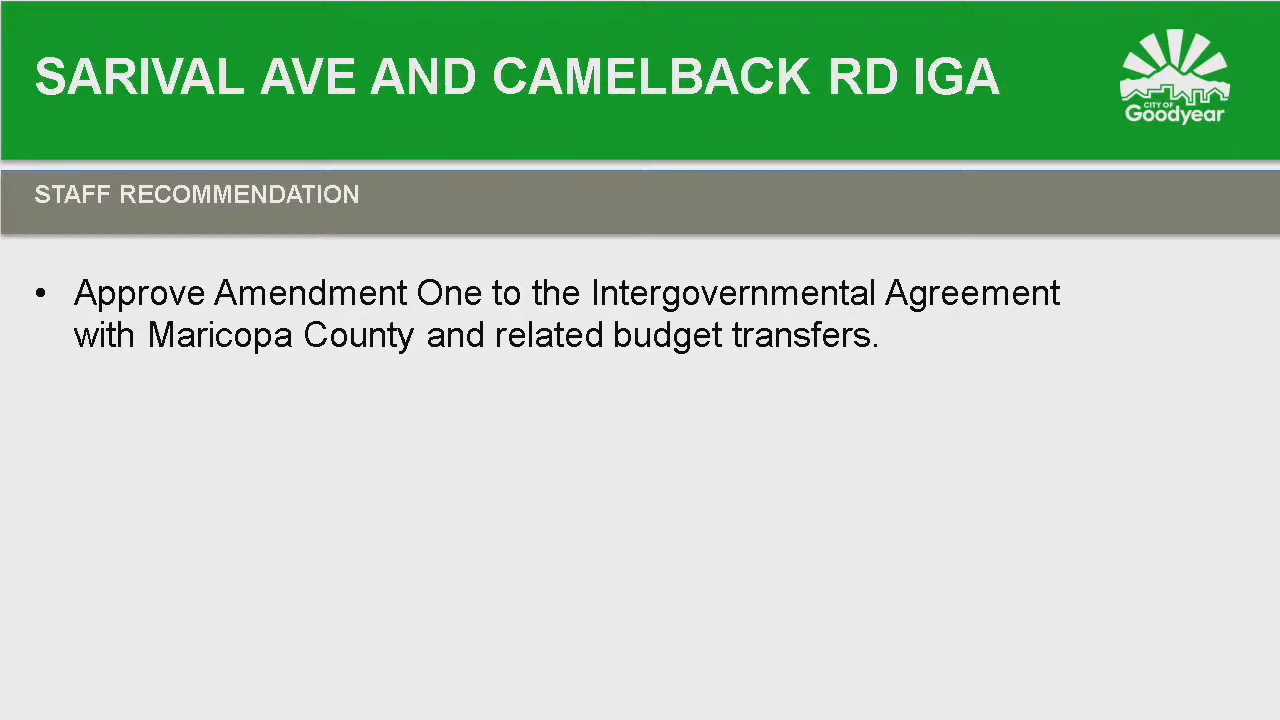 SARIVAL AVE AND CAMELBACK RD IGA
CITY OF
Goodyear
STAFF RECOMMENDATION
• Approve Amendment One to the Intergovernmental Agreement
with Maricopa County and related budget transfers.